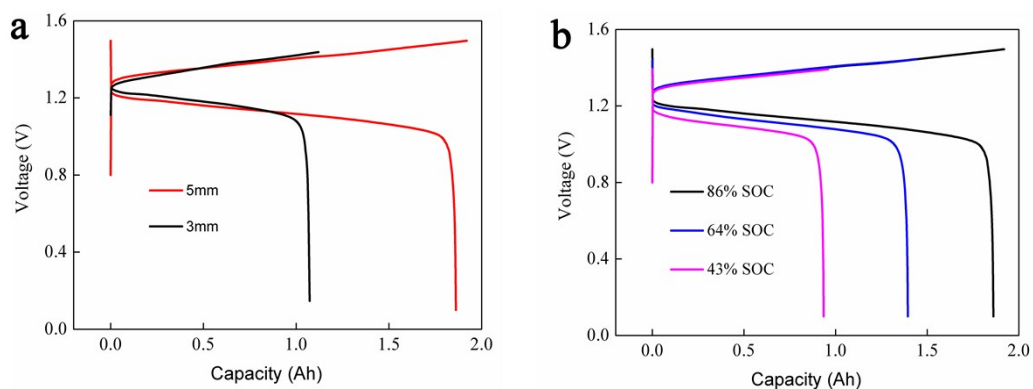 a
1.6
1.2
0.8
0.4
0.0
Voltage (V)
5mm
3mm
0.0 0.5 1.0 1.5 2.0
Capacity (Ah)
b
1.6
1.2
0.8
0.4
0.0
Voltage (V)
86% SOC
64% SOC
43% SOC
0.0 0.5 1.0 1.5 2.0
Capacity (Ah)